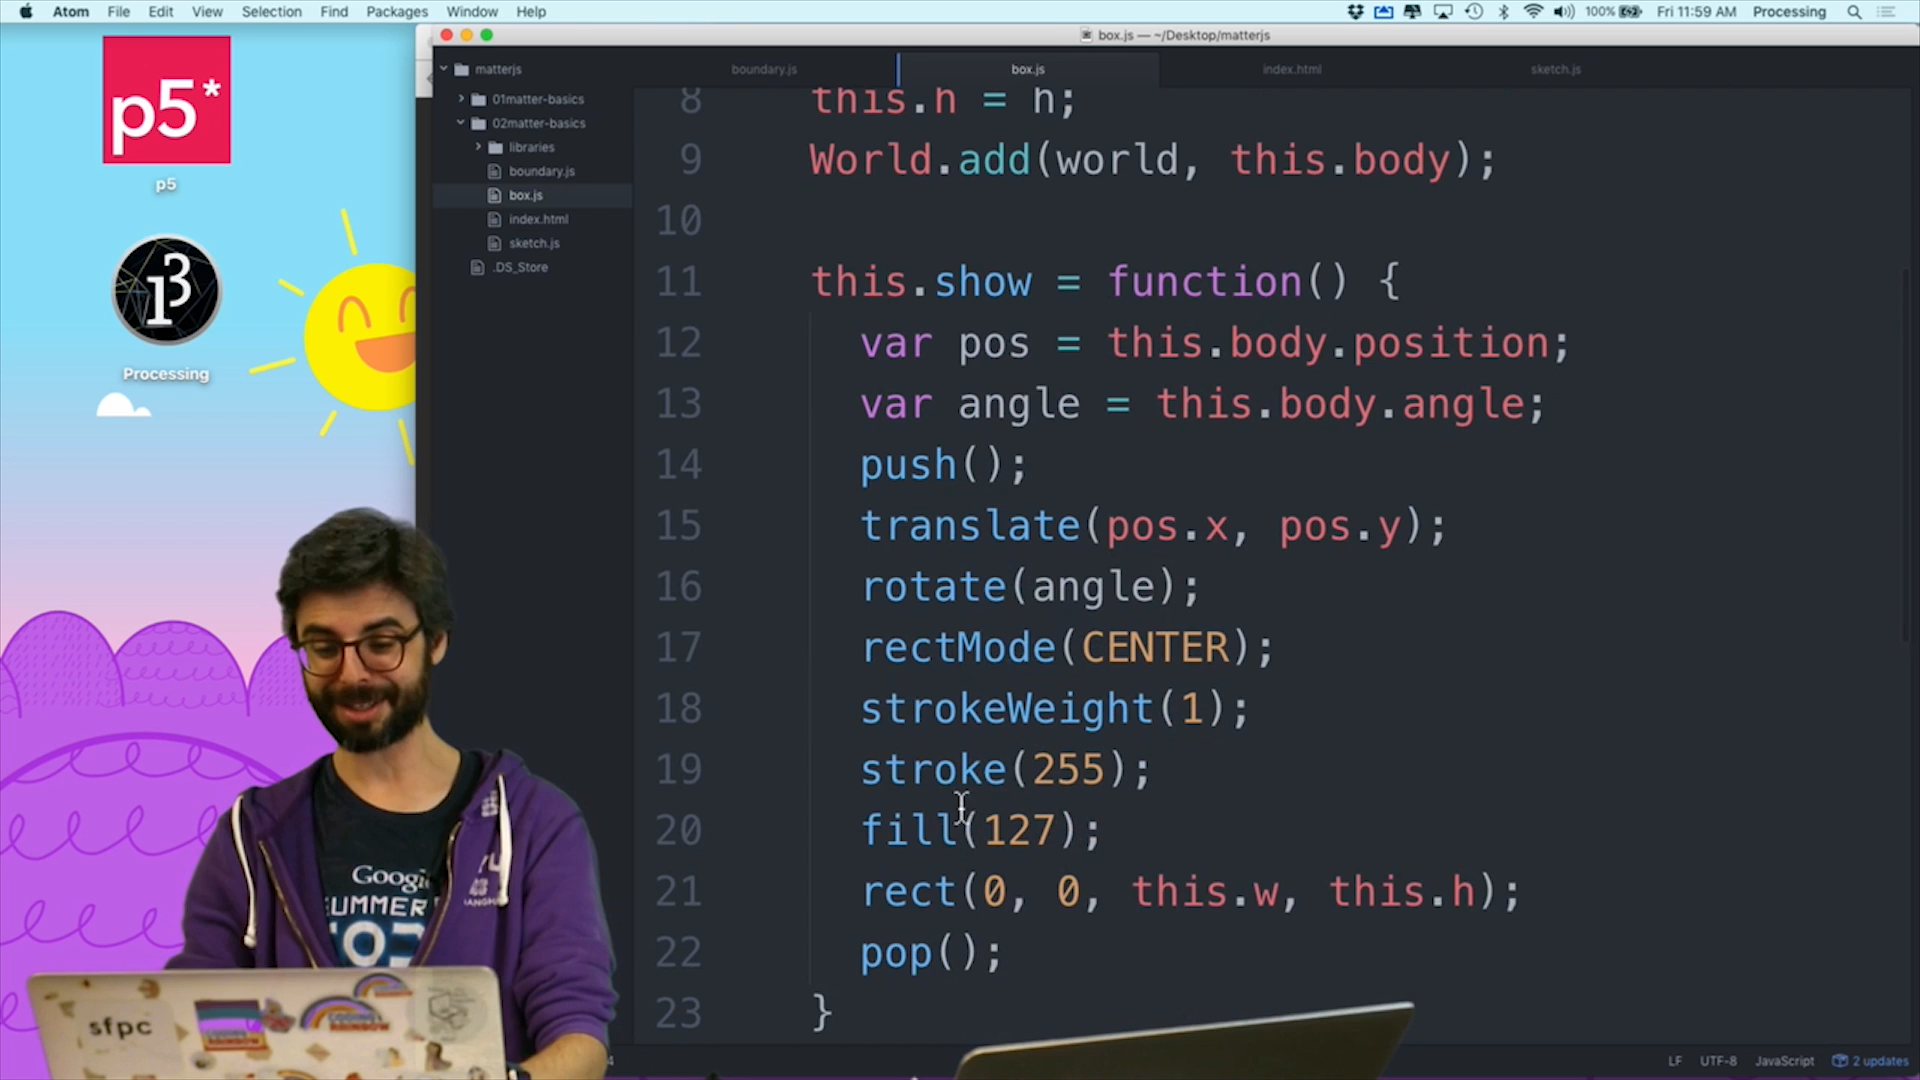 Atom File Edit View Selection Find Packages Window Help
100% Fri 11:59 AM Processing
box.js — ~/Desktop/matterjs
p5*
p5
Processing
matterjs
01matter-basics
02matter-basics
libraries
boundary.js
box.js
index.html
sketch.js
.DS_Store
boundary.js box.js index.html sketch.js
8 this.h = h;
9 World.add(world, this.body);
10
11 this.show = function() {
12 var pos = this.body.position;
13 var angle = this.body.angle;
14 push();
15 translate(pos.x, pos.y);
16 rotate(angle);
17 rectMode(CENTER);
18 strokeWeight(1);
19 stroke(255);
20 fill(127);
21 rect(0, 0, this.w, this.h);
22 pop();
23 }
LF UTF-8 JavaScript 2 updates
sfpc